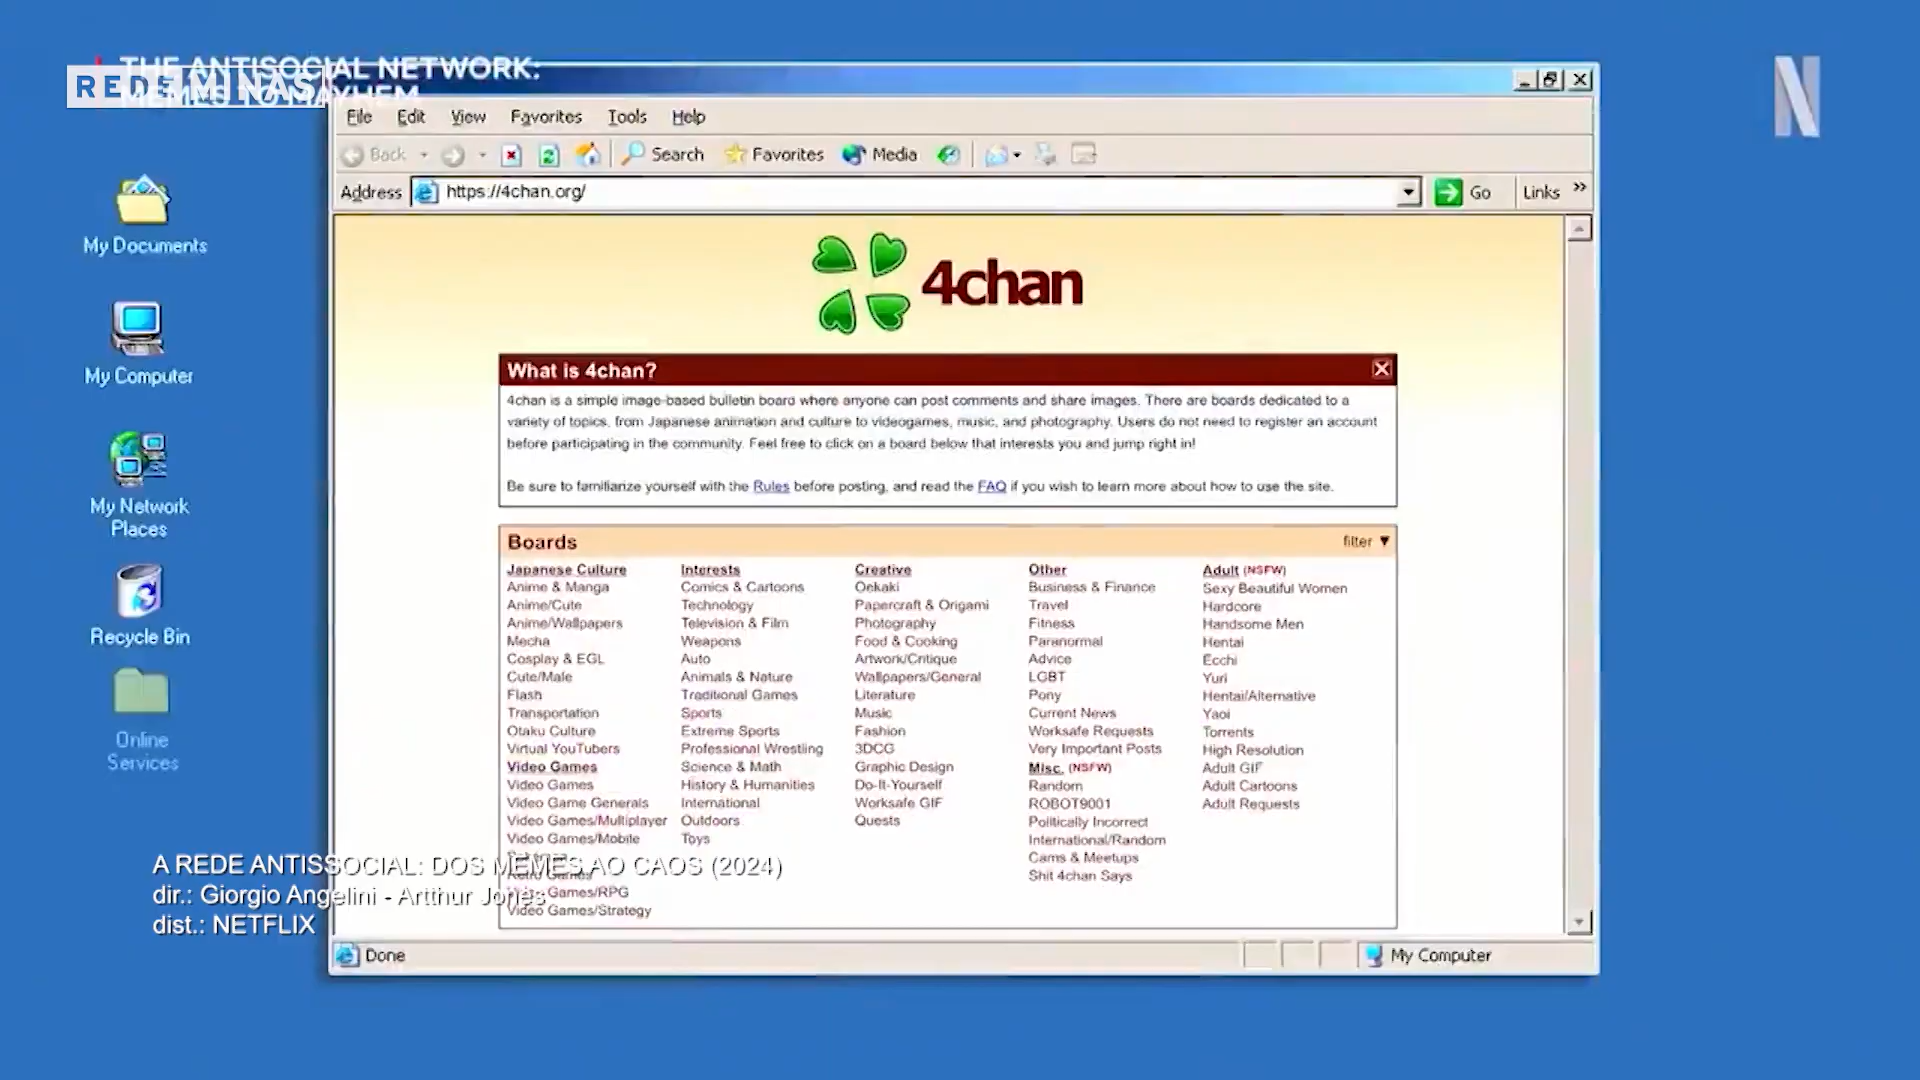 THE ANTISOCIAL NETWORK:
MEMES TO MAYHEM
REDE MINAS
N
File Edit View Favorites Tools Help
Back Search Favorites Media
Address https://4chan.org/ Go Links »
My Documents
My Computer
My Network
Places
Recycle Bin
Online
Services
4chan
What is 4chan?
4chan is a simple image-based bulletin board where anyone can post comments and share images. There are boards dedicated to a
variety of topics, from Japanese animation and culture to videogames, music, and photography. Users do not need to register an account
before participating in the community. Feel free to click on a board below that interests you and jump right in!
Be sure to familiarize yourself with the Rules before posting, and read the FAQ if you wish to learn more about how to use the site.
Boards filter ▼
Japanese Culture
Anime & Manga
Anime/Cute
Anime/Wallpapers
Mecha
Cosplay & EGL
Cute/Male
Flash
Transportation
Otaku Culture
Virtual YouTubers
Video Games
Video Games
Video Game Generals
Video Games/Multiplayer
Video Games/Mobile
Retro Games
Video Games/RPG
Video Games/Strategy
Interests
Comics & Cartoons
Technology
Television & Film
Weapons
Auto
Animals & Nature
Traditional Games
Sports
Extreme Sports
Professional Wrestling
Science & Math
History & Humanities
International
Outdoors
Toys
Creative
Oekaki
Papercraft & Origami
Photography
Food & Cooking
Artwork/Critique
Wallpapers/General
Literature
Music
Fashion
3DCG
Graphic Design
Do-It-Yourself
Worksafe GIF
Quests
Other
Business & Finance
Travel
Fitness
Paranormal
Advice
LGBT
Pony
Current News
Worksafe Requests
Very Important Posts
Misc. (NSFW)
Random
ROBOT9001
Politically Incorrect
International/Random
Cams & Meetups
Shit 4chan Says
Adult (NSFW)
Sexy Beautiful Women
Hardcore
Handsome Men
Hentai
Ecchi
Yuri
Hentai/Alternative
Yaoi
Torrents
High Resolution
Adult GIF
Adult Cartoons
Adult Requests
A REDE ANTISSOCIAL: DOS MEMES AO CAOS (2024)
dir.: Giorgio Angelini - Artthur Jones
dist.: NETFLIX
Done My Computer